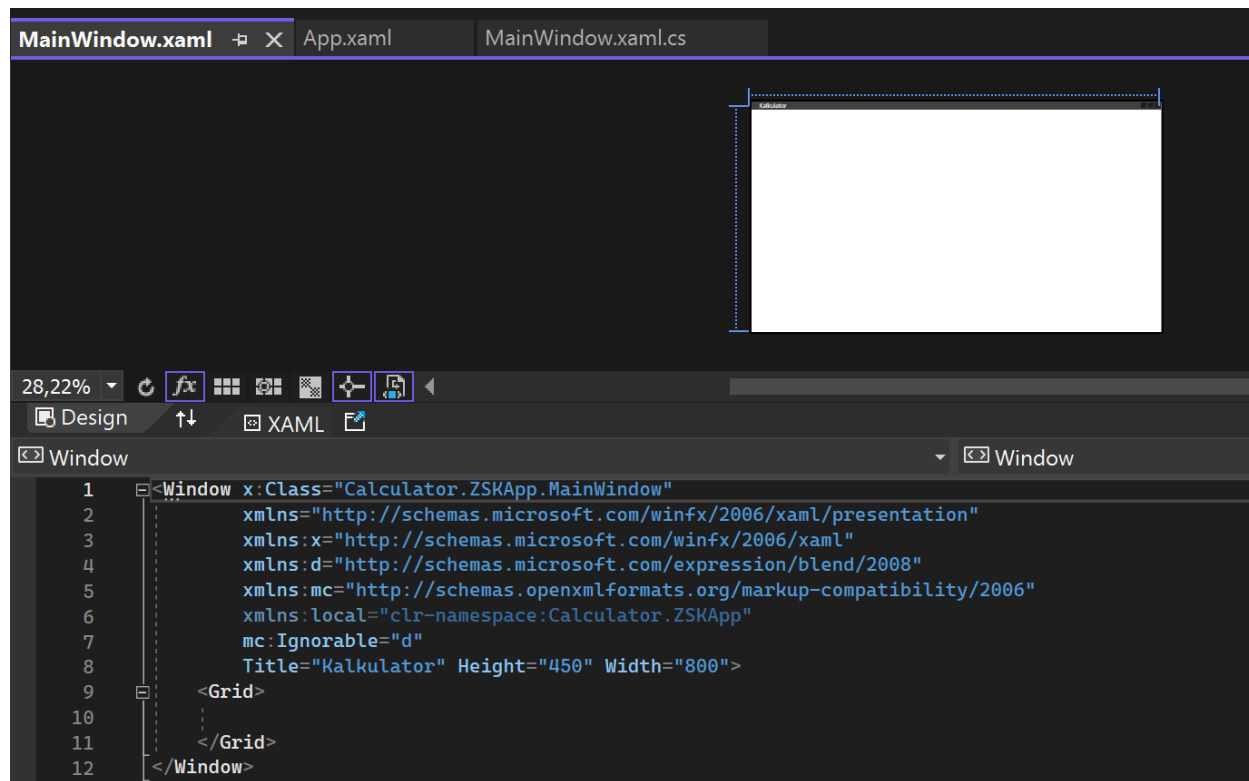 MainWindow.xaml App.xaml MainWindow.xaml.cs
Kalkulator
28,22% fx
Design XAML
Window Window
1 <Window x:Class="Calculator.ZSKApp.MainWindow"
2 xmlns="http://schemas.microsoft.com/winfx/2006/xaml/presentation"
3 xmlns:x="http://schemas.microsoft.com/winfx/2006/xaml"
4 xmlns:d="http://schemas.microsoft.com/expression/blend/2008"
5 xmlns:mc="http://schemas.openxmlformats.org/markup-compatibility/2006"
6 xmlns:local="clr-namespace:Calculator.ZSKApp"
7 mc:Ignorable="d"
8 Title="Kalkulator" Height="450" Width="800">
9 <Grid>
10
11 </Grid>
12 </Window>